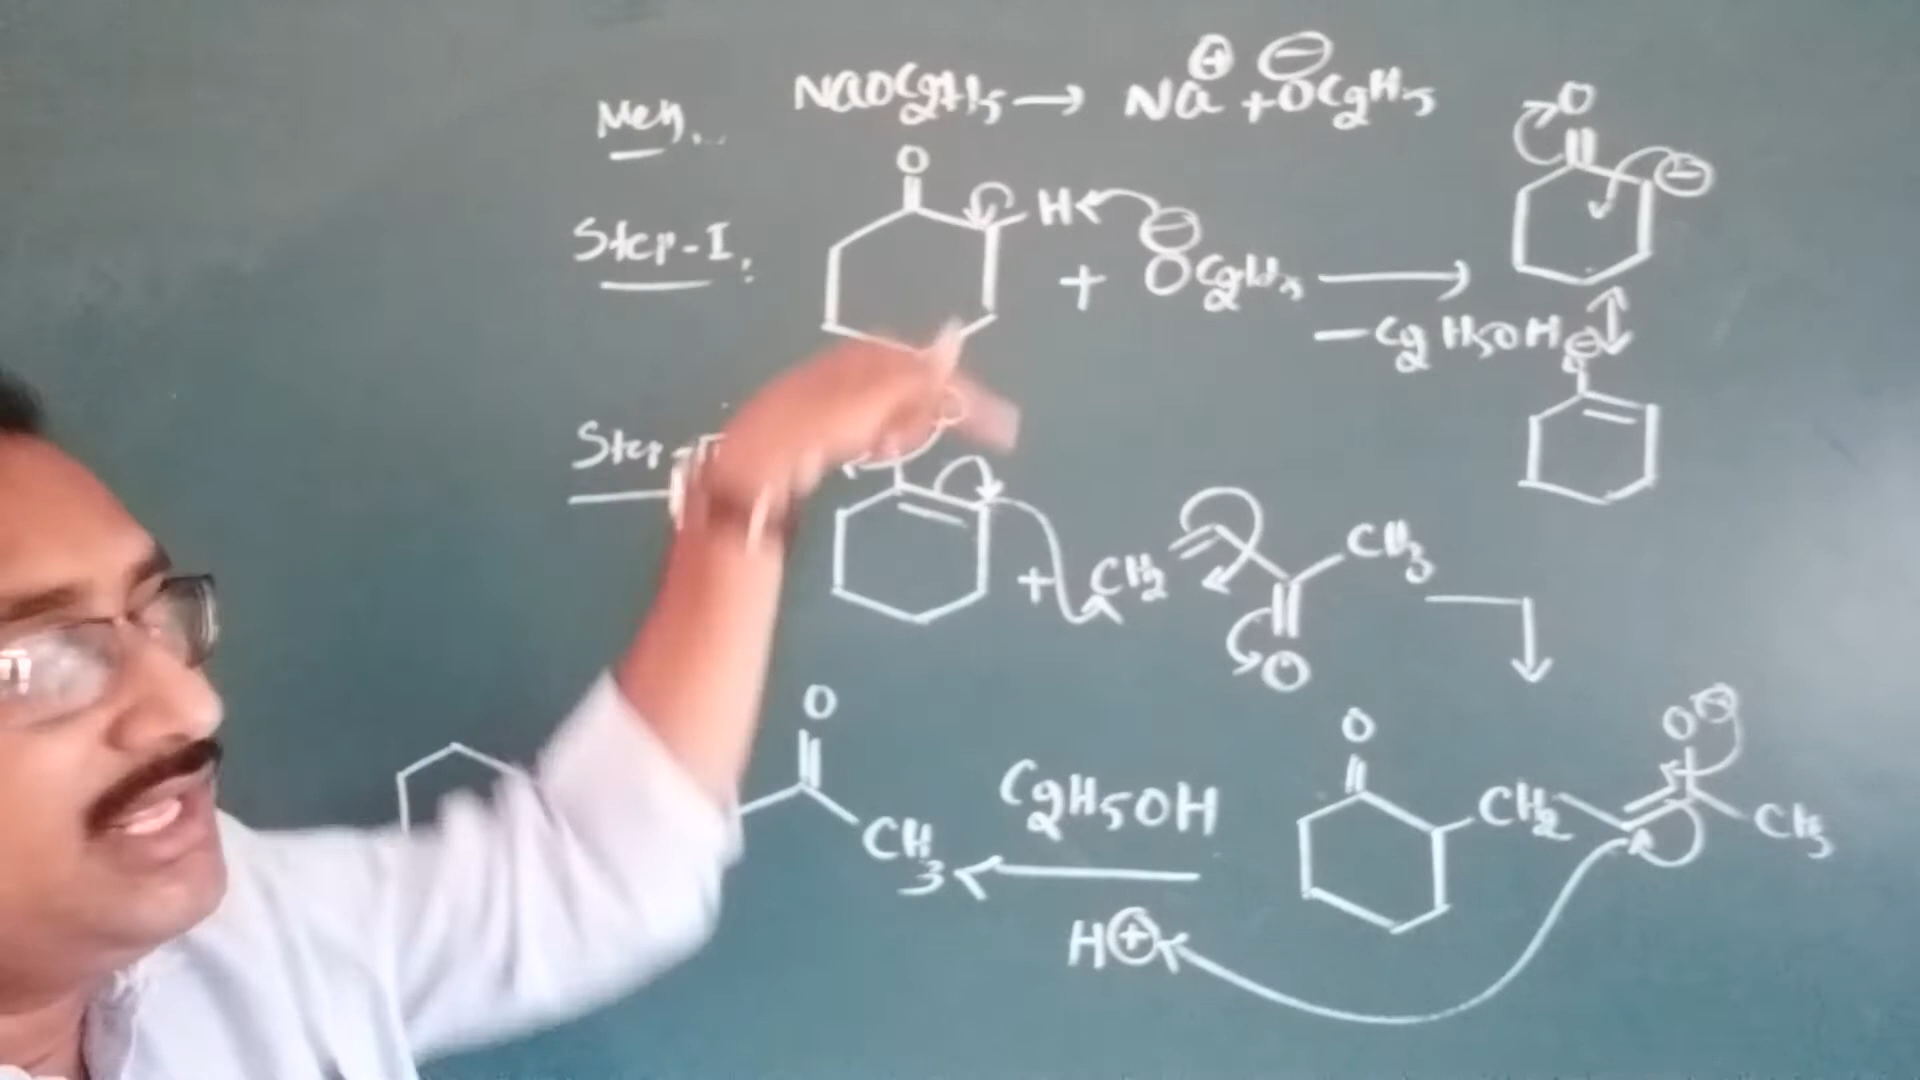 Mech... NaOC2H5 → Na⊕ + ⊖OC2H5
O
O
Step-I: H + ⊖OC2H5 →
-C2H5OH
⊖
O
Step-
+ CH2 CH3
O
O O O⊖
CH3 C2H5OH CH2 CH3
H⊕